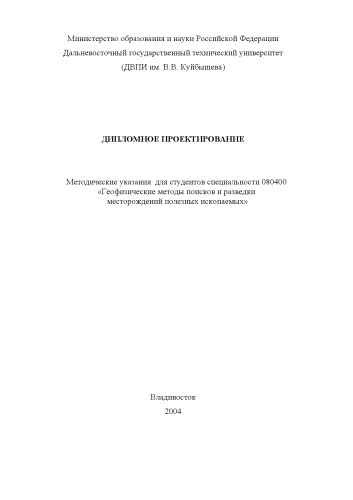 Министерство образования и науки Российской Федерации
Дальневосточный государственный технический университет
(ДВПИ им. В.В. Куйбышева)
ДИПЛОМНОЕ ПРОЕКТИРОВАНИЕ
Методические указания для студентов специальности 080400
«Геофизические методы поисков и разведки
месторождений полезных ископаемых»
Владивосток
2004